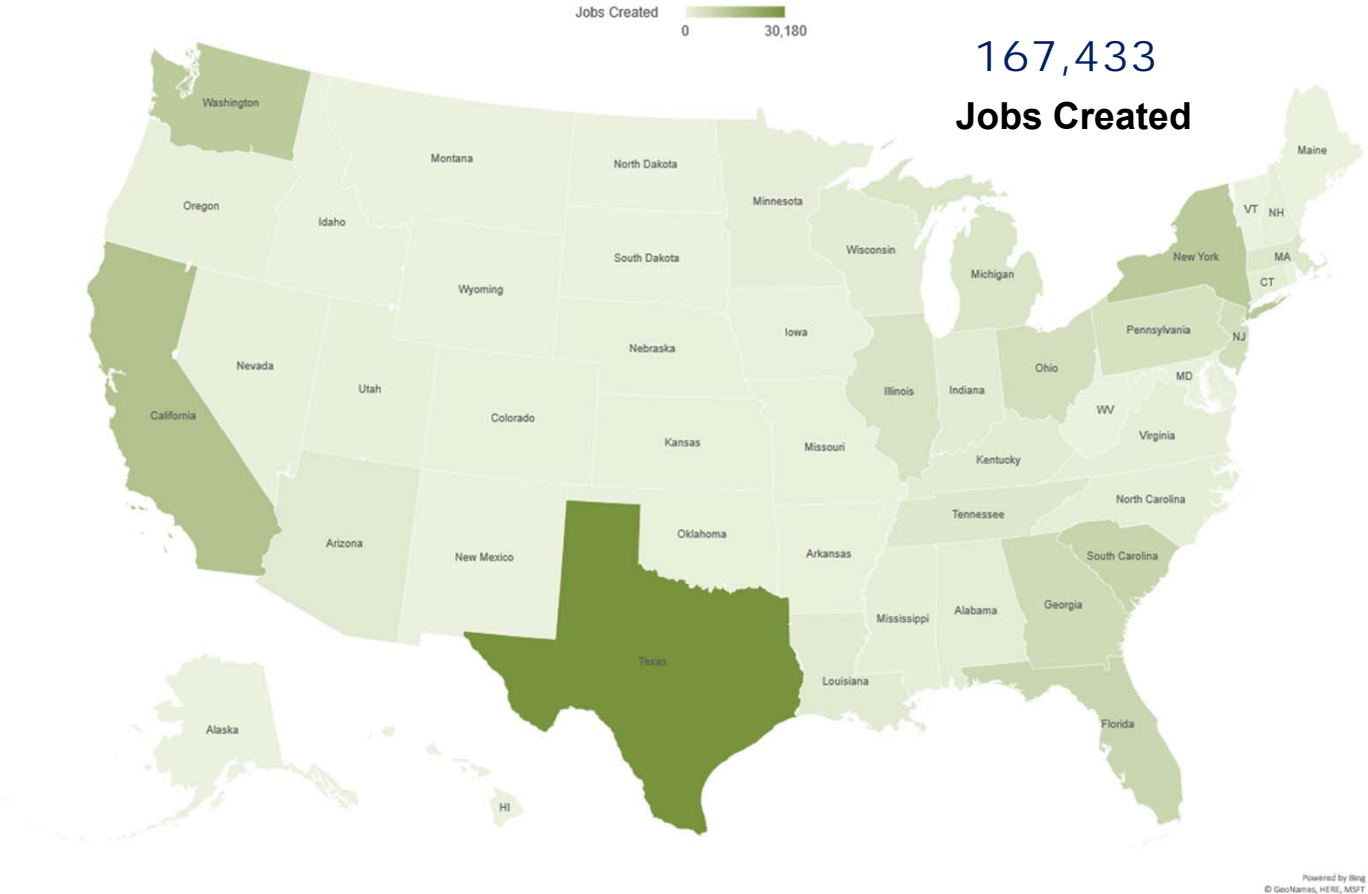 Jobs Created
0 30,180
167,433
Jobs Created
Washington
Montana
North Dakota
Minnesota
Maine
Oregon
Idaho
VT NH
Wisconsin
South Dakota
Michigan
New York
MA
CT
Wyoming
Iowa
Pennsylvania
NJ
Nebraska
Nevada
Utah
Illinois
Indiana
Ohio
MD
California
Colorado
WV
Kansas
Missouri
Virginia
Kentucky
North Carolina
Tennessee
Arizona
New Mexico
Oklahoma
Arkansas
South Carolina
Mississippi
Alabama
Georgia
Texas
Louisiana
Florida
Alaska
HI
Powered by Bing
© GeoNames, HERE, MSFT